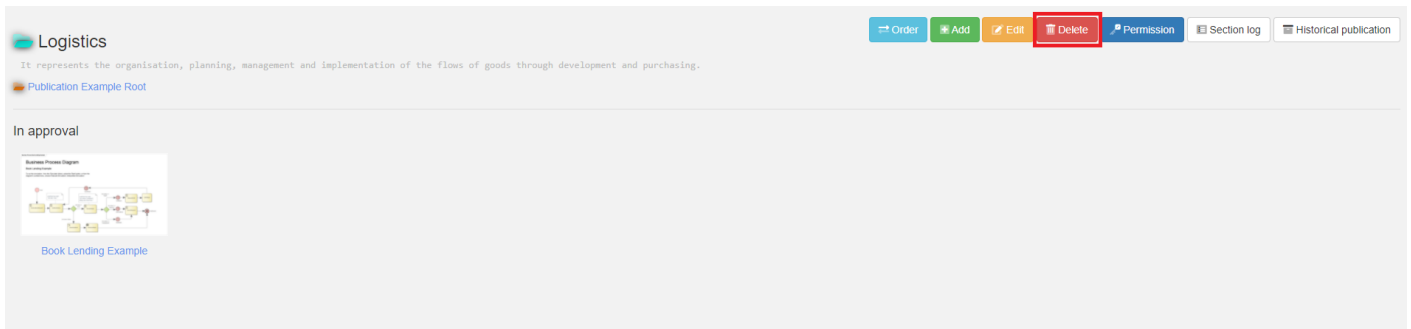 Logistics
Order Add Edit Delete Permission Section log Historical publication
It represents the organisation, planning, management and implementation of the flows of goods through development and purchasing.
Publication Example Root
In approval
Business Process Diagram
Book Lending Example